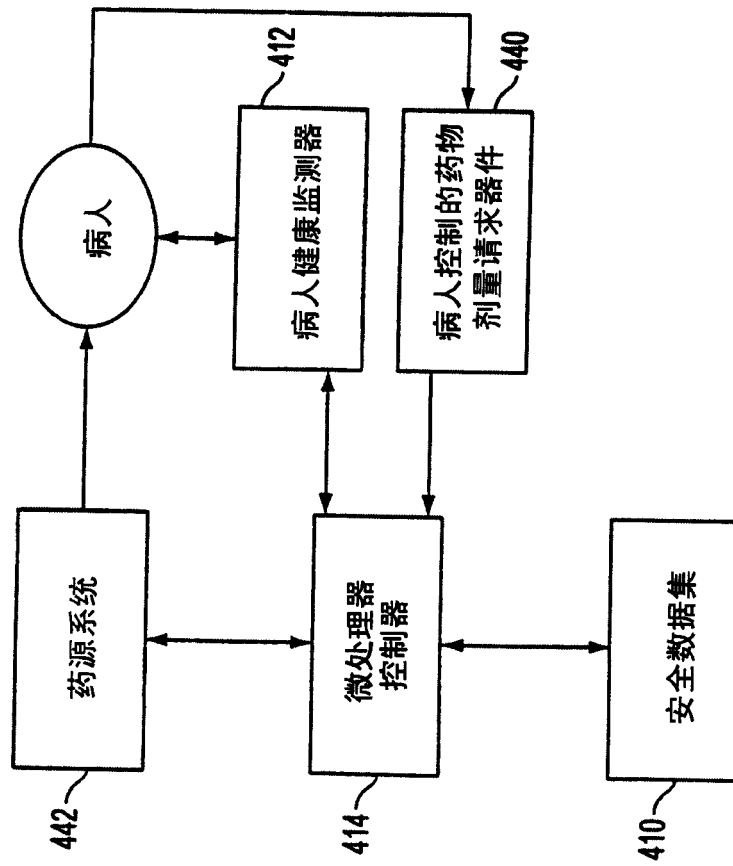 药源系统
442
病人
微处理器
控制器
414
病人健康监测器
412
病人控制的药物
剂量请求器件
440
安全数据集
410